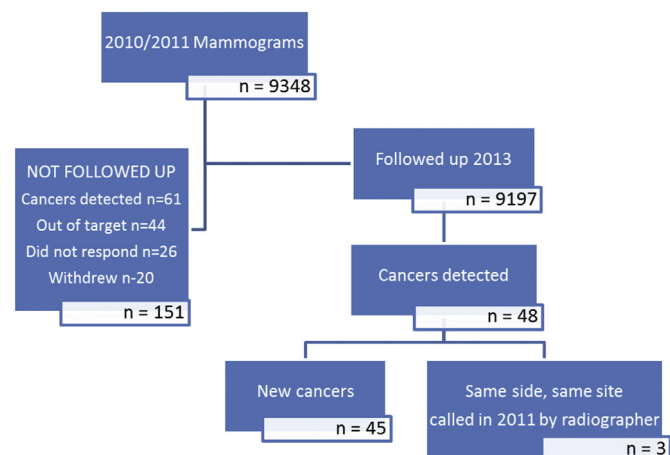 2010/2011 Mammograms
n = 9348
NOT FOLLOWED UP
Cancers detected n=61
Out of target n=44
Did not respond n=26
Withdrew n-20
n = 151
Followed up 2013
n = 9197
Cancers detected
n = 48
New cancers
n = 45
Same side, same site
called in 2011 by radiographer
n = 3